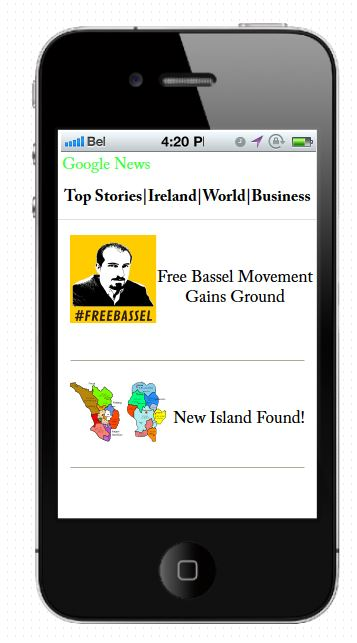 Bel
4:20 P
Google News
Top Stories|Ireland|World|Business
#FREEBASSEL
Free Bassel Movement
Gains Ground
New Island Found!